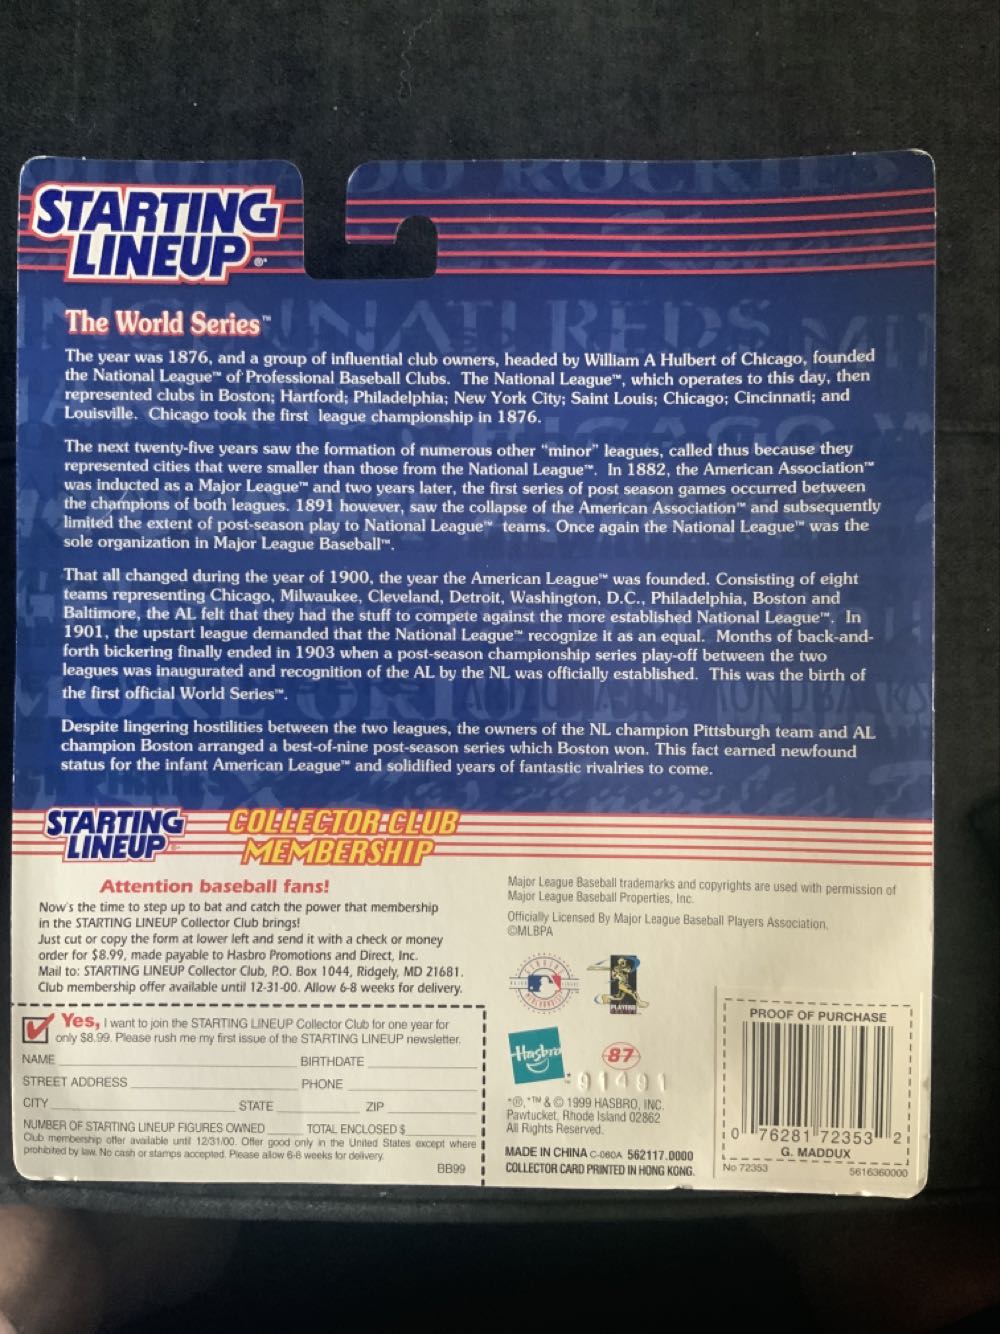 STARTING
LINEUP®
The World Series™
The year was 1876, and a group of influential club owners, headed by William A Hulbert of Chicago, founded
the National League™ of Professional Baseball Clubs. The National League™, which operates to this day, then
represented clubs in Boston; Hartford; Philadelphia; New York City; Saint Louis; Chicago; Cincinnati; and
Louisville. Chicago took the first league championship in 1876.
The next twenty-five years saw the formation of numerous other "minor" leagues, called thus because they
represented cities that were smaller than those from the National League™. In 1882, the American Association™
was inducted as a Major League™ and two years later, the first series of post season games occurred between
the champions of both leagues. 1891 however, saw the collapse of the American Association™ and subsequently
limited the extent of post-season play to National League™ teams. Once again the National League™ was the
sole organization in Major League Baseball™.
That all changed during the year of 1900, the year the American League™ was founded. Consisting of eight
teams representing Chicago, Milwaukee, Cleveland, Detroit, Washington, D.C., Philadelphia, Boston and
Baltimore, the AL felt that they had the stuff to compete against the more established National League™. In
1901, the upstart league demanded that the National League™ recognize it as an equal. Months of back-and-
forth bickering finally ended in 1903 when a post-season championship series play-off between the two
leagues was inaugurated and recognition of the AL by the NL was officially established. This was the birth of
the first official World Series™.
Despite lingering hostilities between the two leagues, the owners of the NL champion Pittsburgh team and AL
champion Boston arranged a best-of-nine post-season series which Boston won. This fact earned newfound
status for the infant American League™ and solidified years of fantastic rivalries to come.
STARTING
LINEUP®
COLLECTOR CLUB
MEMBERSHIP
Attention baseball fans!
Now's the time to step up to bat and catch the power that membership
in the STARTING LINEUP Collector Club brings!
Just cut or copy the form at lower left and send it with a check or money
order for $8.99, made payable to Hasbro Promotions and Direct, Inc.
Mail to: STARTING LINEUP Collector Club, P.O. Box 1044, Ridgely, MD 21681.
Club membership offer available until 12-31-00. Allow 6-8 weeks for delivery.
Yes, I want to join the STARTING LINEUP Collector Club for one year for
only $8.99. Please rush me my first issue of the STARTING LINEUP newsletter.
NAME BIRTHDATE
STREET ADDRESS PHONE
CITY STATE ZIP
NUMBER OF STARTING LINEUP FIGURES OWNED TOTAL ENCLOSED $
Club membership offer available until 12/31/00. Offer good only in the United States except where
prohibited by law. No cash or stamps accepted. Please allow 6-8 weeks for delivery.
BB99
Major League Baseball trademarks and copyrights are used with permission of
Major League Baseball Properties, Inc.
Officially Licensed By Major League Baseball Players Association,
©MLBPA
Hasbro
87
91491
*®,*™ & © 1999 HASBRO, INC.
Pawtucket, Rhode Island 02862
All Rights Reserved.
MADE IN CHINA C-060A 562117.0000
COLLECTOR CARD PRINTED IN HONG KONG.
PROOF OF PURCHASE
0 76281 72353 2
G. MADDUX
No 72353 5616360000